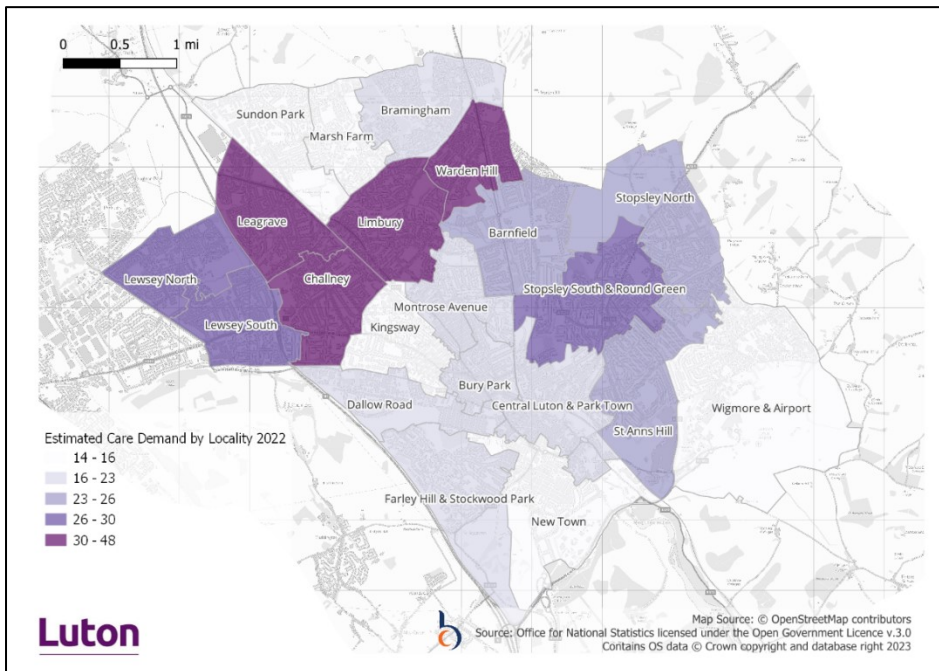 0 0.5 1 mi
Sundon Park
Bramingham
Marsh Farm
Warden Hill
Stopsley North
Leagrave
Limbury
Barnfield
Lewsey North
Challney
Stopsley South & Round Green
Montrose Avenue
Lewsey South
Kingsway
Bury Park
Dallow Road
Central Luton & Park Town
Wigmore & Airport
St Anns Hill
Farley Hill & Stockwood Park
New Town
Estimated Care Demand by Locality 2022
14 - 16
16 - 23
23 - 26
26 - 30
30 - 48
Luton
Map Source: © OpenStreetMap contributors
Source: Office for National Statistics licensed under the Open Government Licence v.3.0
Contains OS data © Crown copyright and database right 2023